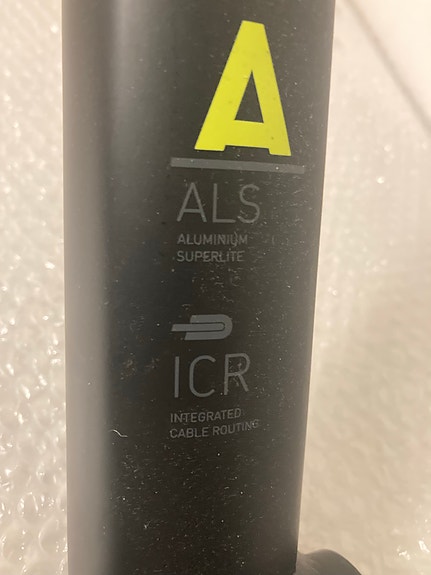 A
ALS
ALUMINIUM
SUPERLITE
ICR
INTEGRATED
CABLE ROUTING